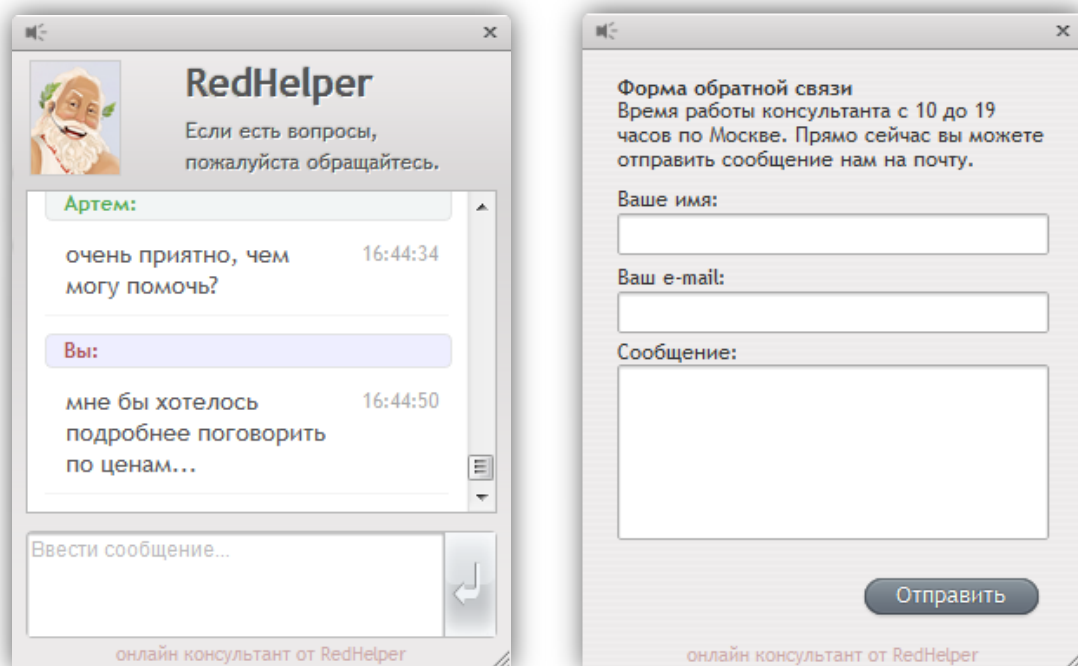 RedHelper
Если есть вопросы,
пожалуйста обращайтесь.
Артем:
очень приятно, чем 16:44:34
могу помочь?
Вы:
мне бы хотелось 16:44:50
подробнее поговорить
по ценам...
Ввести сообщение...
онлайн консультант от RedHelper
Форма обратной связи
Время работы консультанта с 10 до 19
часов по Москве. Прямо сейчас вы можете
отправить сообщение нам на почту.
Ваше имя:
Ваш e-mail:
Сообщение:
Отправить
онлайн консультант от RedHelper